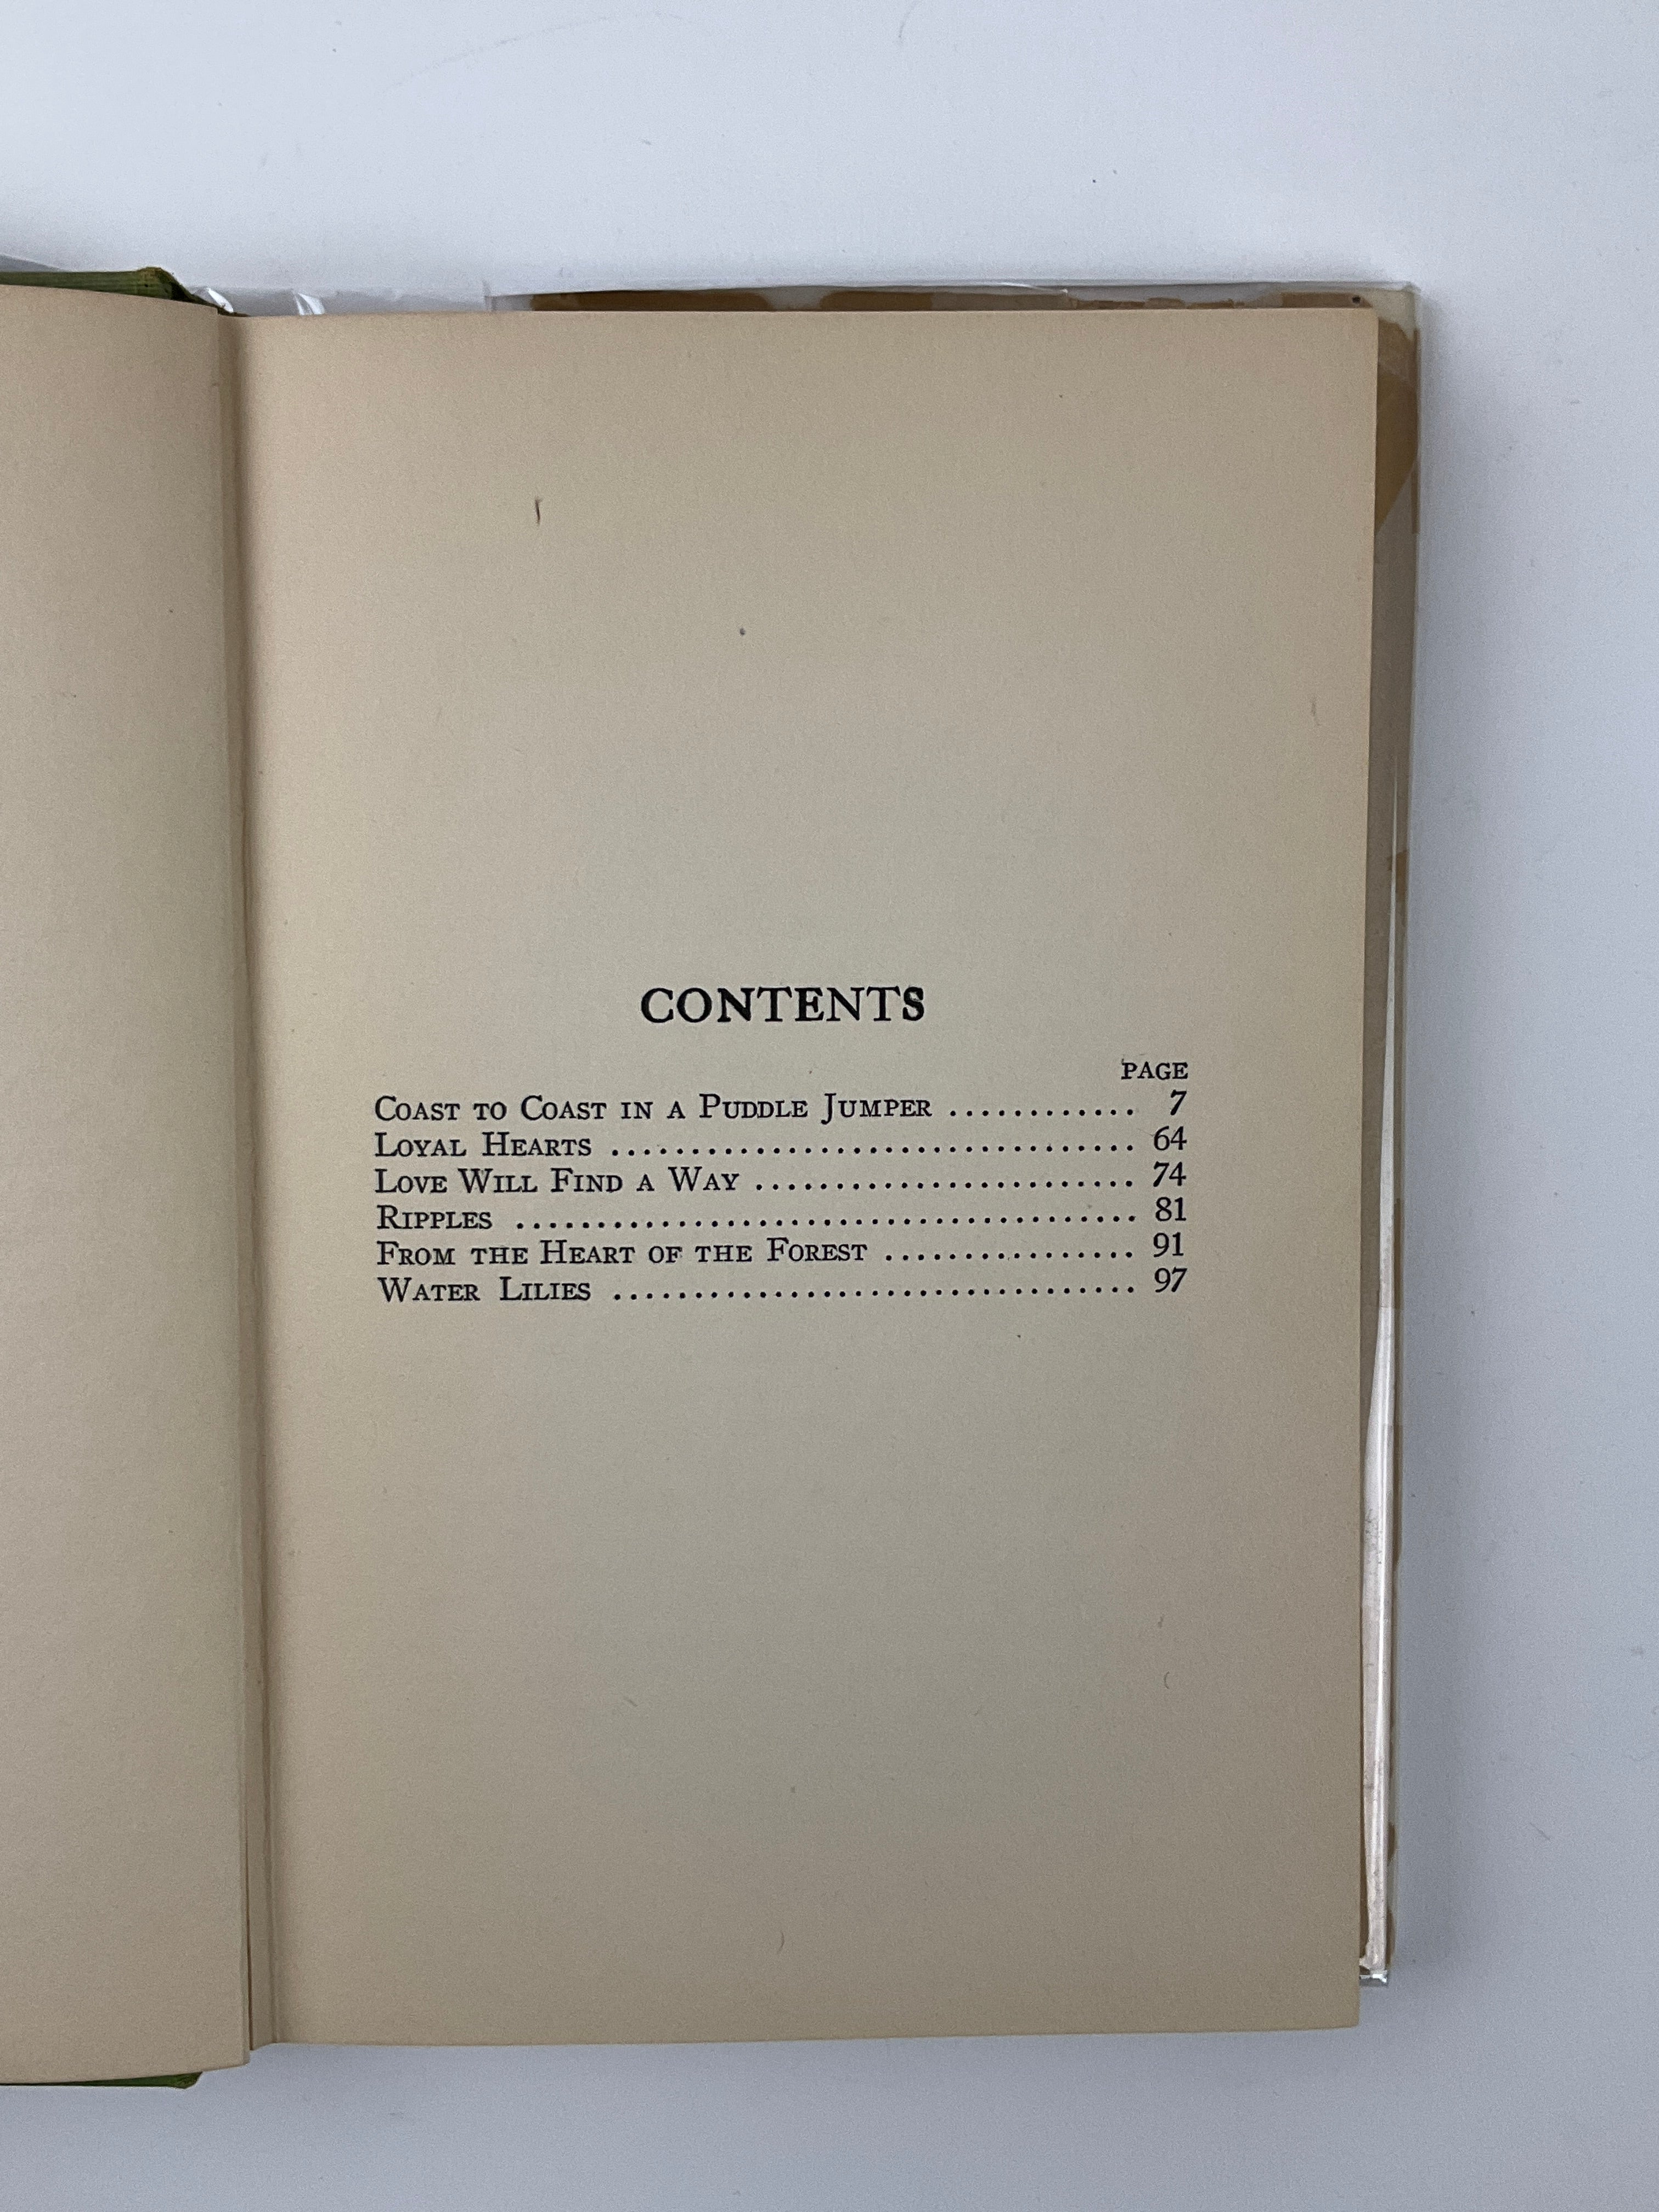 CONTENTS
PAGE
Coast to Coast in a Puddle Jumper ............ 7
Loyal Hearts ................................. 64
Love Will Find a Way ........................ 74
Ripples ....................................... 81
From the Heart of the Forest ................ 91
Water Lilies ................................. 97